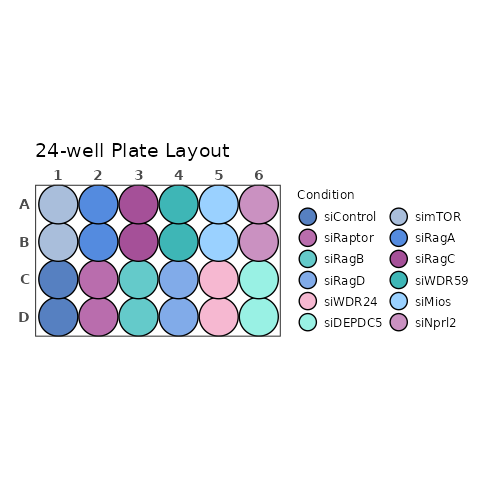 24-well Plate Layout
1 2 3 4 5 6
A
B
C
D
Condition
siControl simTOR
siRaptor siRagA
siRagB siRagC
siRagD siWDR59
siWDR24 siMios
siDEPDC5 siNprl2